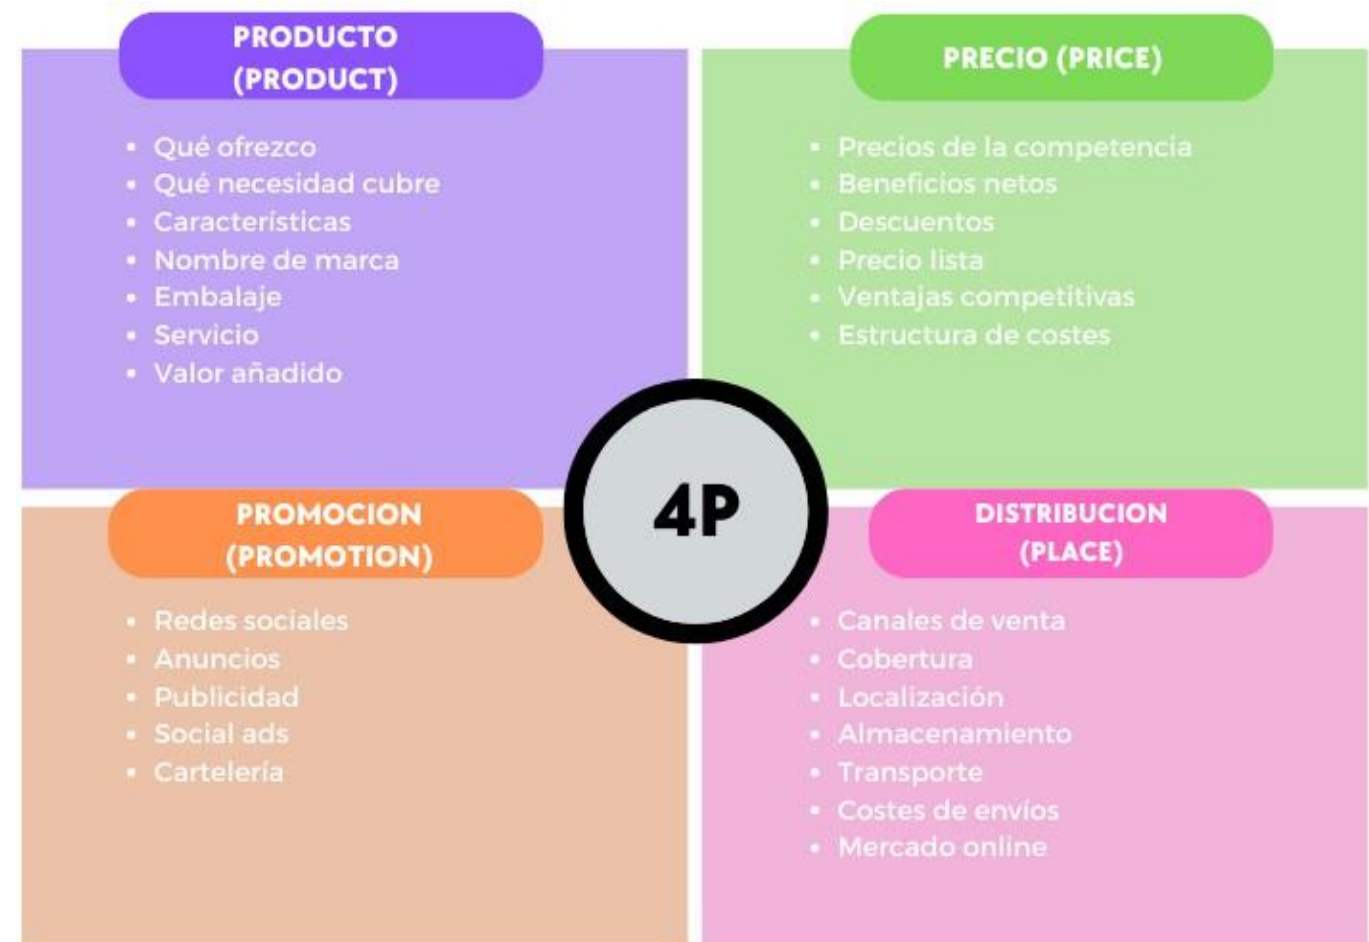 PRODUCTO
(PRODUCT)
• Qué ofrezco
• Qué necesidad cubre
• Características
• Nombre de marca
• Embalaje
• Servicio
• Valor añadido
PRECIO (PRICE)
• Precios de la competencia
• Beneficios netos
• Descuentos
• Precio lista
• Ventajas competitivas
• Estructura de costes
4P
PROMOCION
(PROMOTION)
• Redes sociales
• Anuncios
• Publicidad
• Social ads
• Cartelería
DISTRIBUCION
(PLACE)
• Canales de venta
• Cobertura
• Localización
• Almacenamiento
• Transporte
• Costes de envíos
• Mercado online